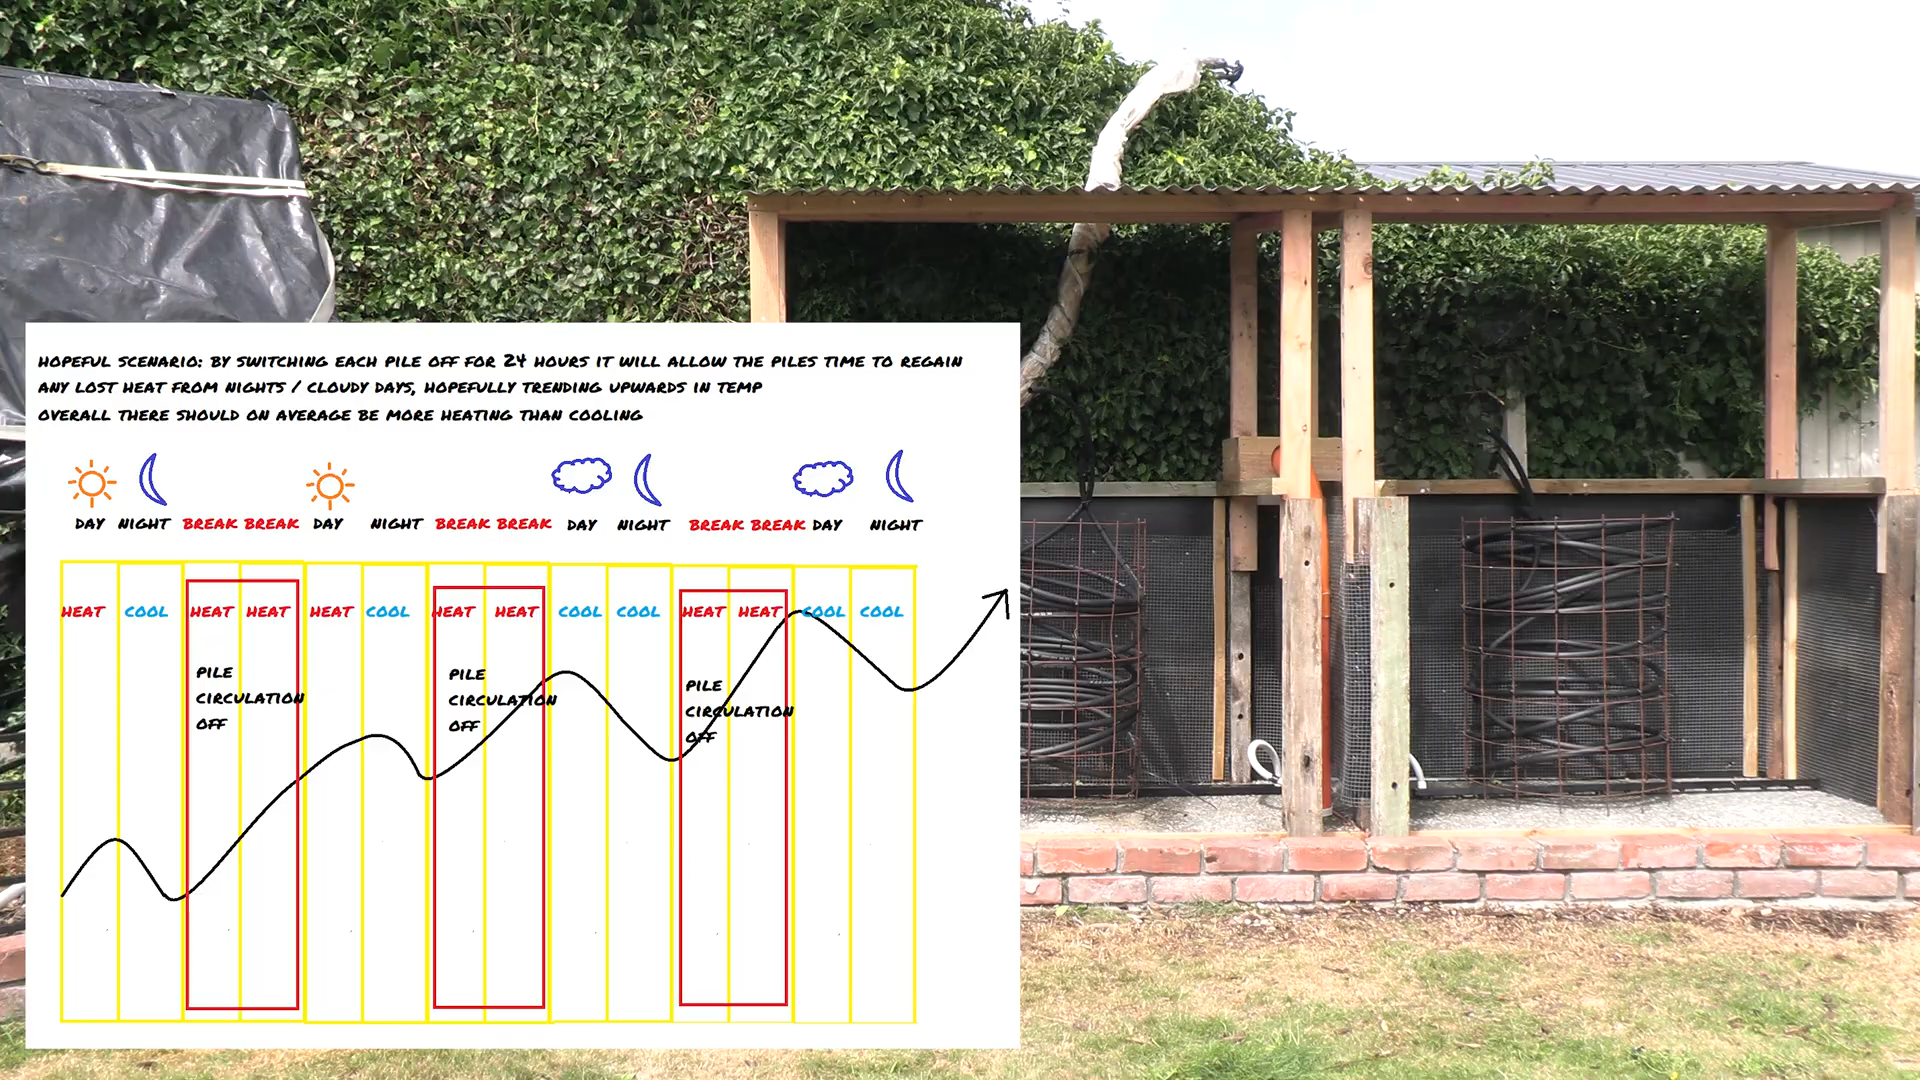 HOPEFUL SCENARIO: BY SWITCHING EACH PILE OFF FOR 24 HOURS IT WILL ALLOW THE PILES TIME TO REGAIN
ANY LOST HEAT FROM NIGHTS / CLOUDY DAYS, HOPEFULLY TRENDING UPWARDS IN TEMP
OVERALL THERE SHOULD ON AVERAGE BE MORE HEATING THAN COOLING
DAY NIGHT BREAK BREAK DAY NIGHT BREAK BREAK DAY NIGHT BREAK BREAK DAY NIGHT
HEAT COOL HEAT HEAT HEAT COOL HEAT HEAT COOL COOL HEAT HEAT COOL COOL
PILE
CIRCULATION
OFF
PILE
CIRCULATION
OFF
PILE
CIRCULATION
OFF